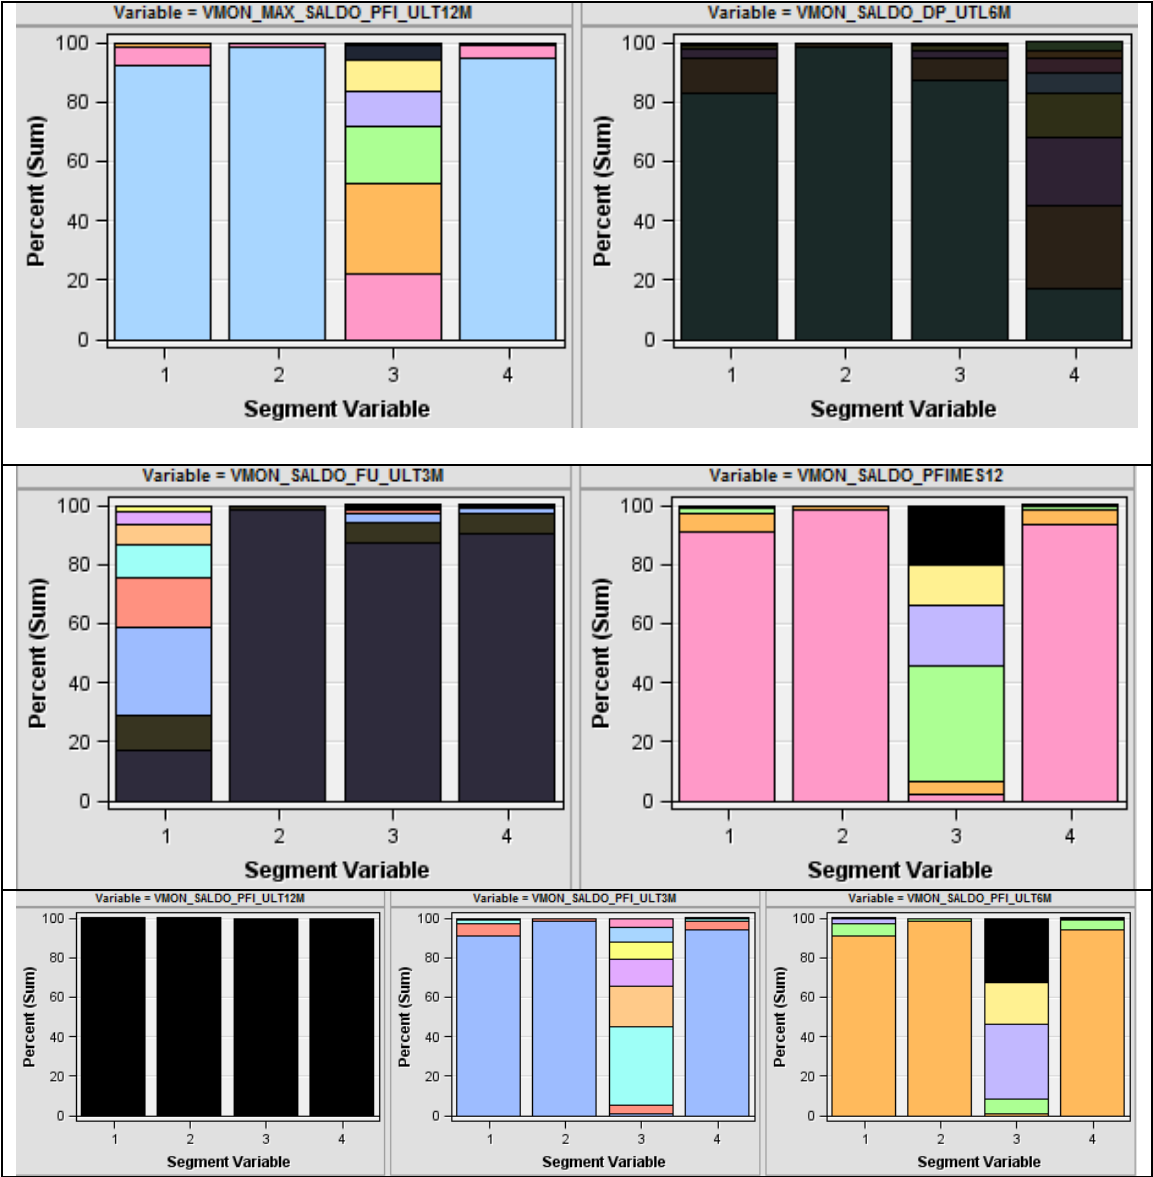 Variable = VMON_MAX_SALDO_PFI_ULT12M
100
80
60
40
20
0
Percent (Sum)
1 2 3 4
Segment Variable
Variable = VMON_SALDO_DP_UTL6M
100
80
60
40
20
0
Percent (Sum)
1 2 3 4
Segment Variable
Variable = VMON_SALDO_FU_ULT3M
100
80
60
40
20
0
Percent (Sum)
1 2 3 4
Segment Variable
Variable = VMON_SALDO_PFIMES12
100
80
60
40
20
0
Percent (Sum)
1 2 3 4
Segment Variable
Variable = VMON_SALDO_PFI_ULT12M
100
80
60
40
20
0
Percent (Sum)
1 2 3 4
Segment Variable
Variable = VMON_SALDO_PFI_ULT3M
100
80
60
40
20
0
Percent (Sum)
1 2 3 4
Segment Variable
Variable = VMON_SALDO_PFI_ULT6M
100
80
60
40
20
0
Percent (Sum)
1 2 3 4
Segment Variable